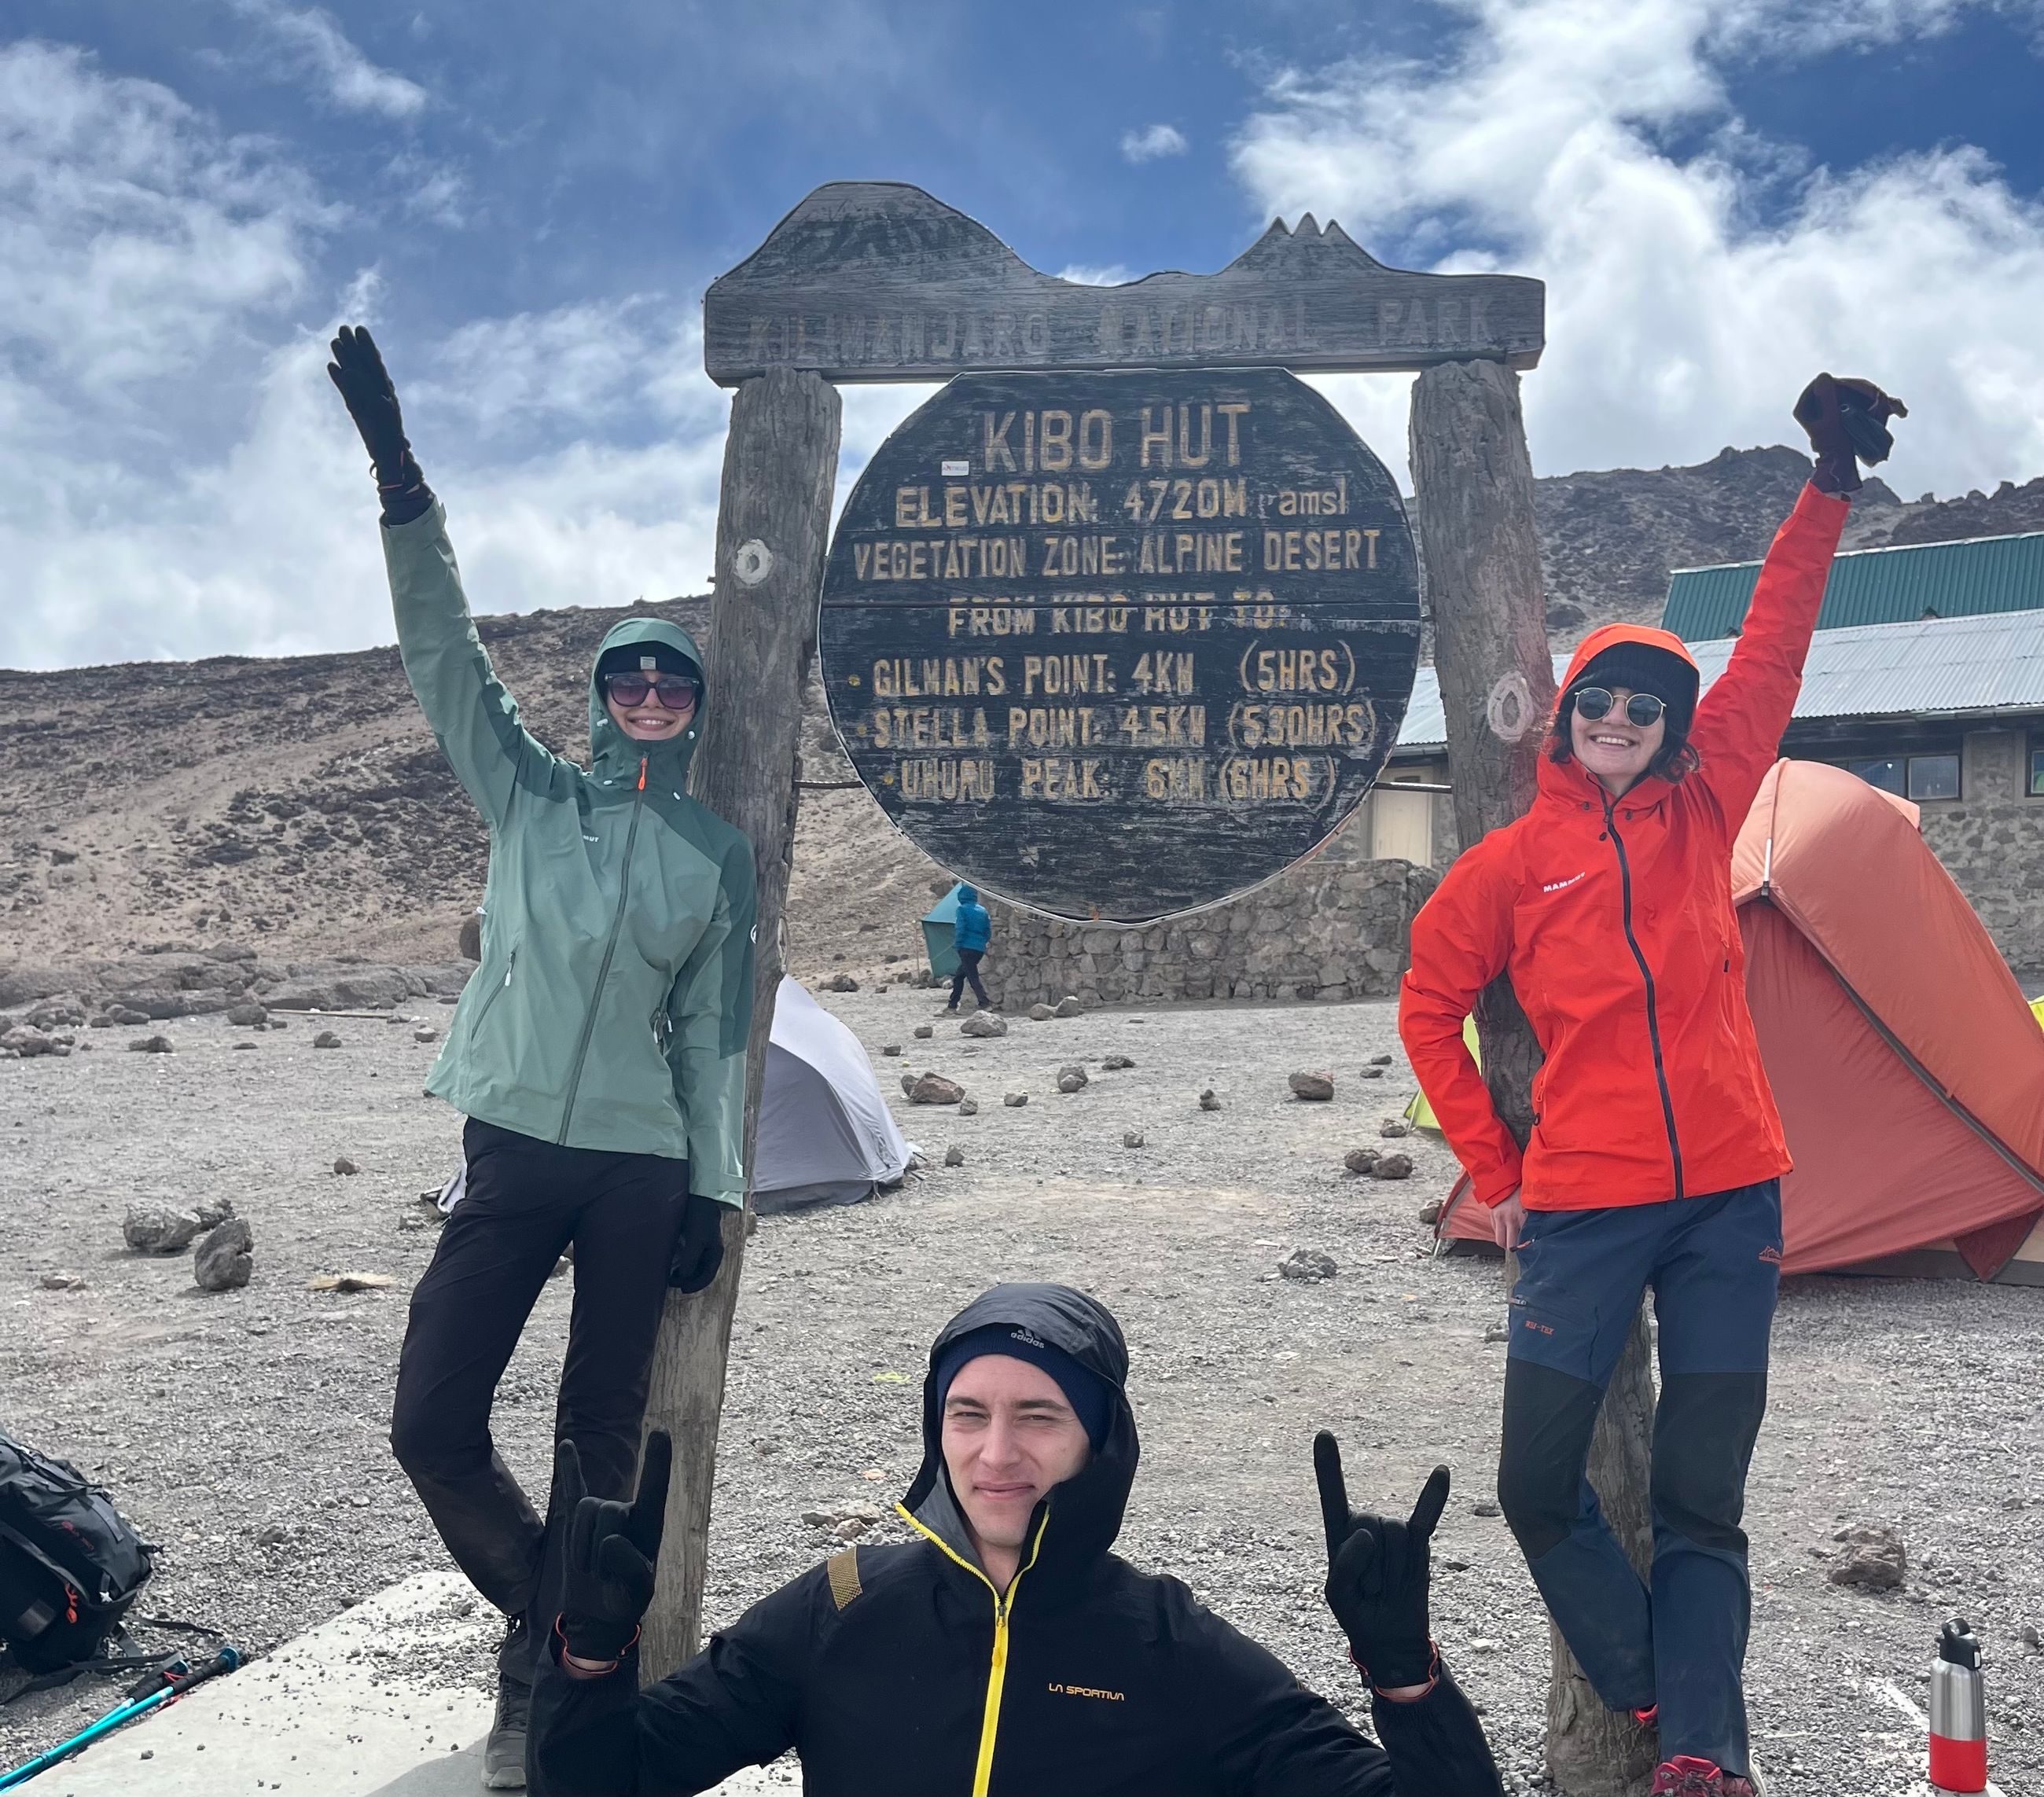 KILIMANJARO NATIONAL PARK
KIBO HUT
ELEVATION: 4720M amsl
VEGETATION ZONE: ALPINE DESERT
FROM KIBO HUT TO:
GILMAN'S POINT: 4KM (5HRS)
STELLA POINT: 4.5KM (5.30HRS)
UHURU PEAK: 6KM (6HRS)
MUT
MAMMUT
adidas
LA SPORTIVA